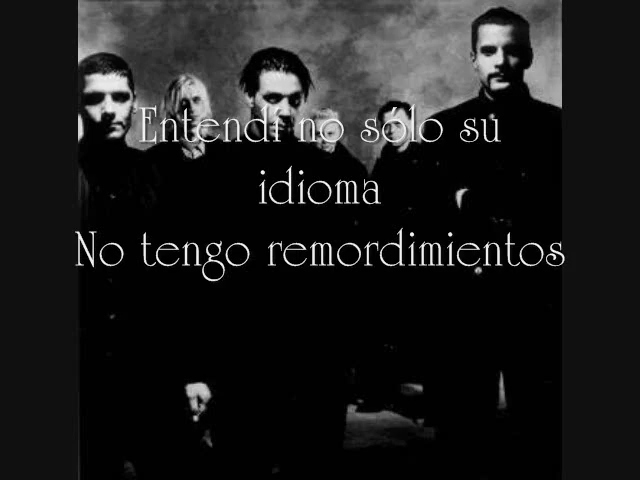 Entendí no sólo su
idioma
No tengo remordimientos